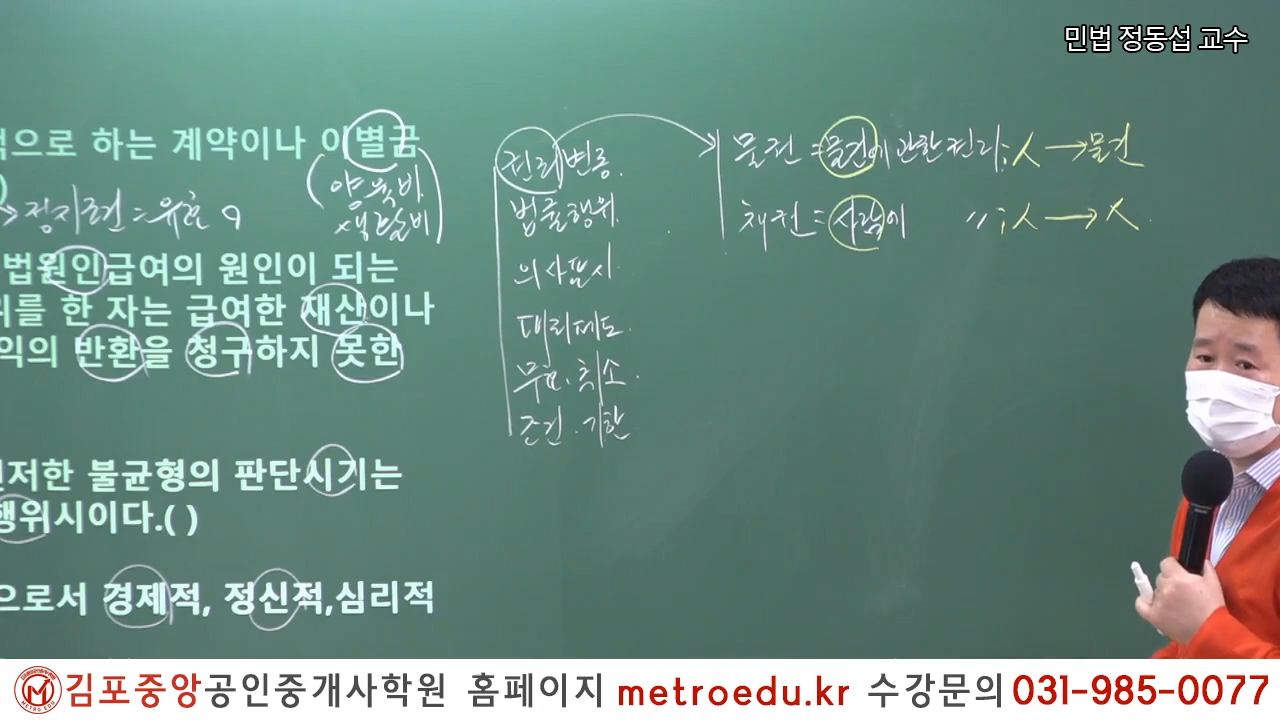 민법 정동섭 교수
적으로 하는 계약이나 이별금
)
(양육비.
생활비)
정지조건=유효
법원인급여의 원인이 되는
위를 한 자는 급여한 재산이나
익의 반환을 청구하지 못한
현저한 불균형의 판단시기는
행위시이다.( )
으로서 경제적, 정신적,심리적
권리변동.
법률행위.
의사표시
대리제도.
무효.취소.
조건.기한
물권=물건에 관한 권리:人→물건
채권=사람에 〃:人→人.
METRO EDU
김포중앙공인중개사학원 홈페이지 metroedu.kr 수강문의 031-985-0077